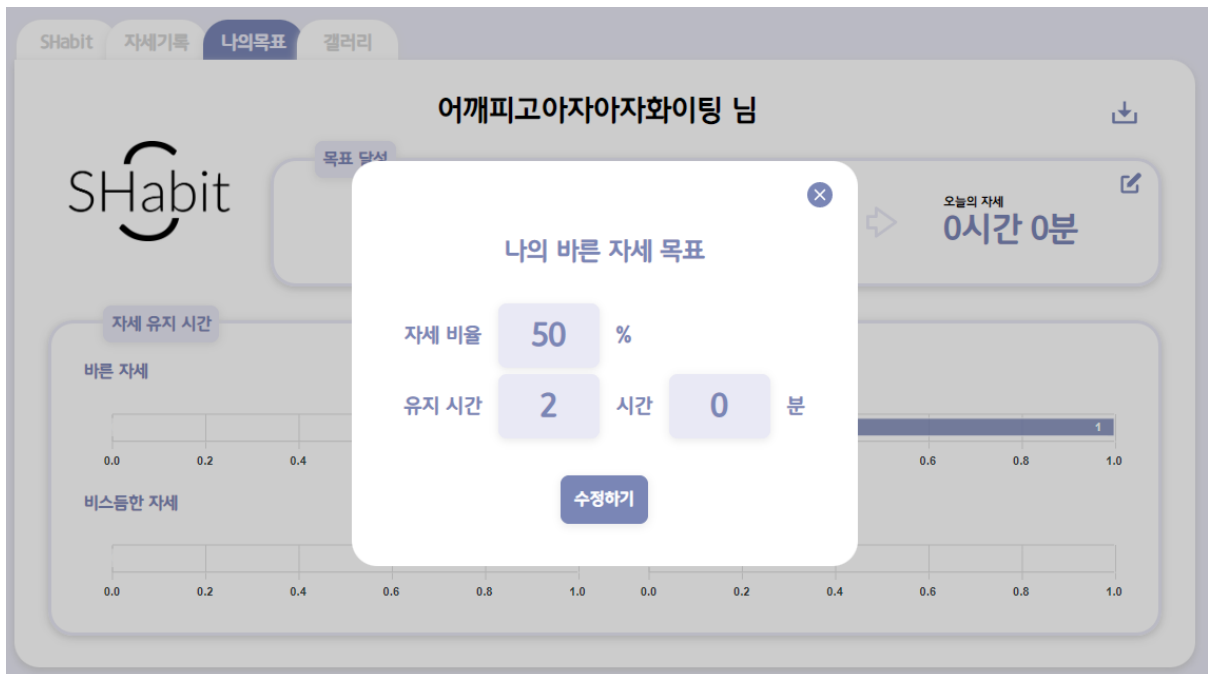 SHabit 자세기록 나의목표 갤러리
어깨피고아자아자화이팅 님
SHabit
목표 달성
오늘의 자세
0시간 0분
나의 바른 자세 목표
자세 비율 50 %
유지 시간 2 시간 0 분
수정하기
자세 유지 시간
바른 자세
1
0.0 0.2 0.4 0.6 0.8 1.0
비스듬한 자세
0.0 0.2 0.4 0.6 0.8 1.0 0.0 0.2 0.4 0.6 0.8 1.0